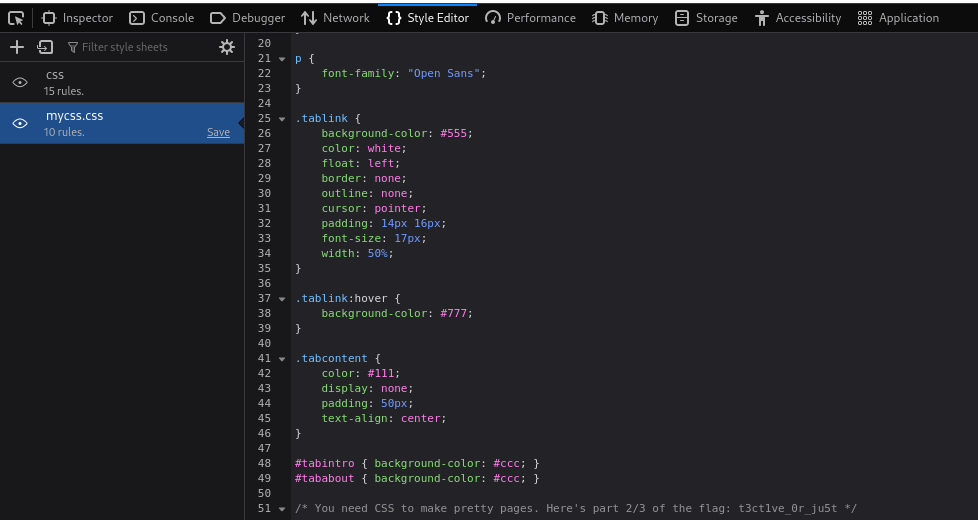 Inspector Console Debugger Network Style Editor Performance Memory Storage Accessibility Application
Filter style sheets
css
15 rules.
mycss.css
10 rules. Save
20
21 p {
22     font-family: "Open Sans";
23 }
24
25 .tablink {
26     background-color: #555;
27     color: white;
28     float: left;
29     border: none;
30     outline: none;
31     cursor: pointer;
32     padding: 14px 16px;
33     font-size: 17px;
34     width: 50%;
35 }
36
37 .tablink:hover {
38     background-color: #777;
39 }
40
41 .tabcontent {
42     color: #111;
43     display: none;
44     padding: 50px;
45     text-align: center;
46 }
47
48 #tabintro { background-color: #ccc; }
49 #tababout { background-color: #ccc; }
50
51 /* You need CSS to make pretty pages. Here's part 2/3 of the flag: t3ct1ve_0r_ju5t */